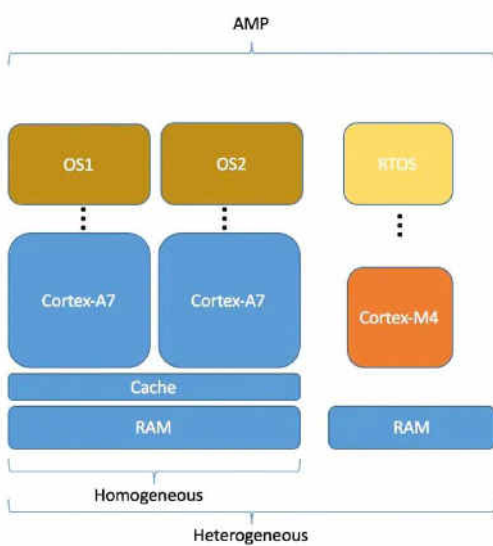 AMP
OS1
OS2
RTOS
Cortex-A7
Cortex-A7
Cortex-M4
Cache
RAM
RAM
Homogeneous
Heterogeneous